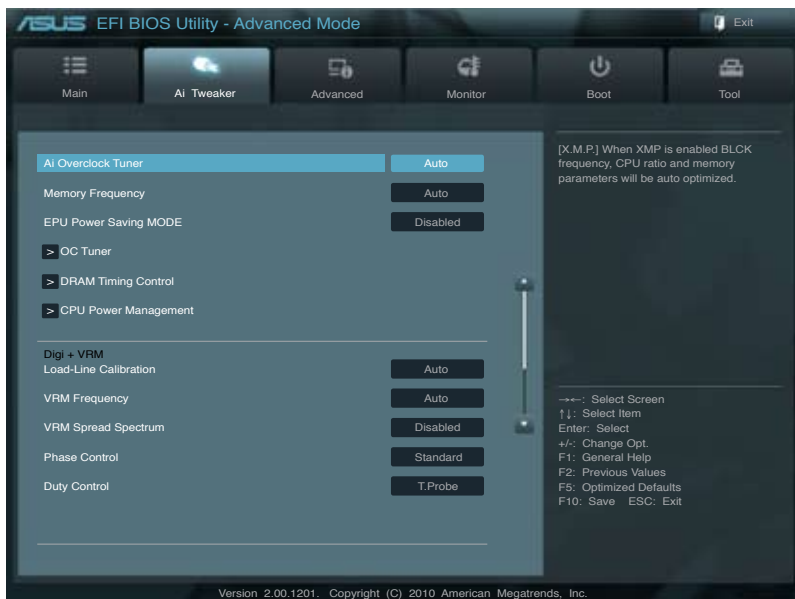 ASUS EFI BIOS Utility - Advanced Mode
Exit
Main
Ai Tweaker
Advanced
Monitor
Boot
Tool
Ai Overclock Tuner Auto
Memory Frequency Auto
EPU Power Saving MODE Disabled
> OC Tuner
> DRAM Timing Control
> CPU Power Management
Digi + VRM
Load-Line Calibration Auto
VRM Frequency Auto
VRM Spread Spectrum Disabled
Phase Control Standard
Duty Control T.Probe
[X.M.P.] When XMP is enabled BLCK
frequency, CPU ratio and memory
parameters will be auto optimized.
→←: Select Screen
↑↓: Select Item
Enter: Select
+/-: Change Opt.
F1: General Help
F2: Previous Values
F5: Optimized Defaults
F10: Save ESC: Exit
Version 2.00.1201. Copyright (C) 2010 American Megatrends, Inc.